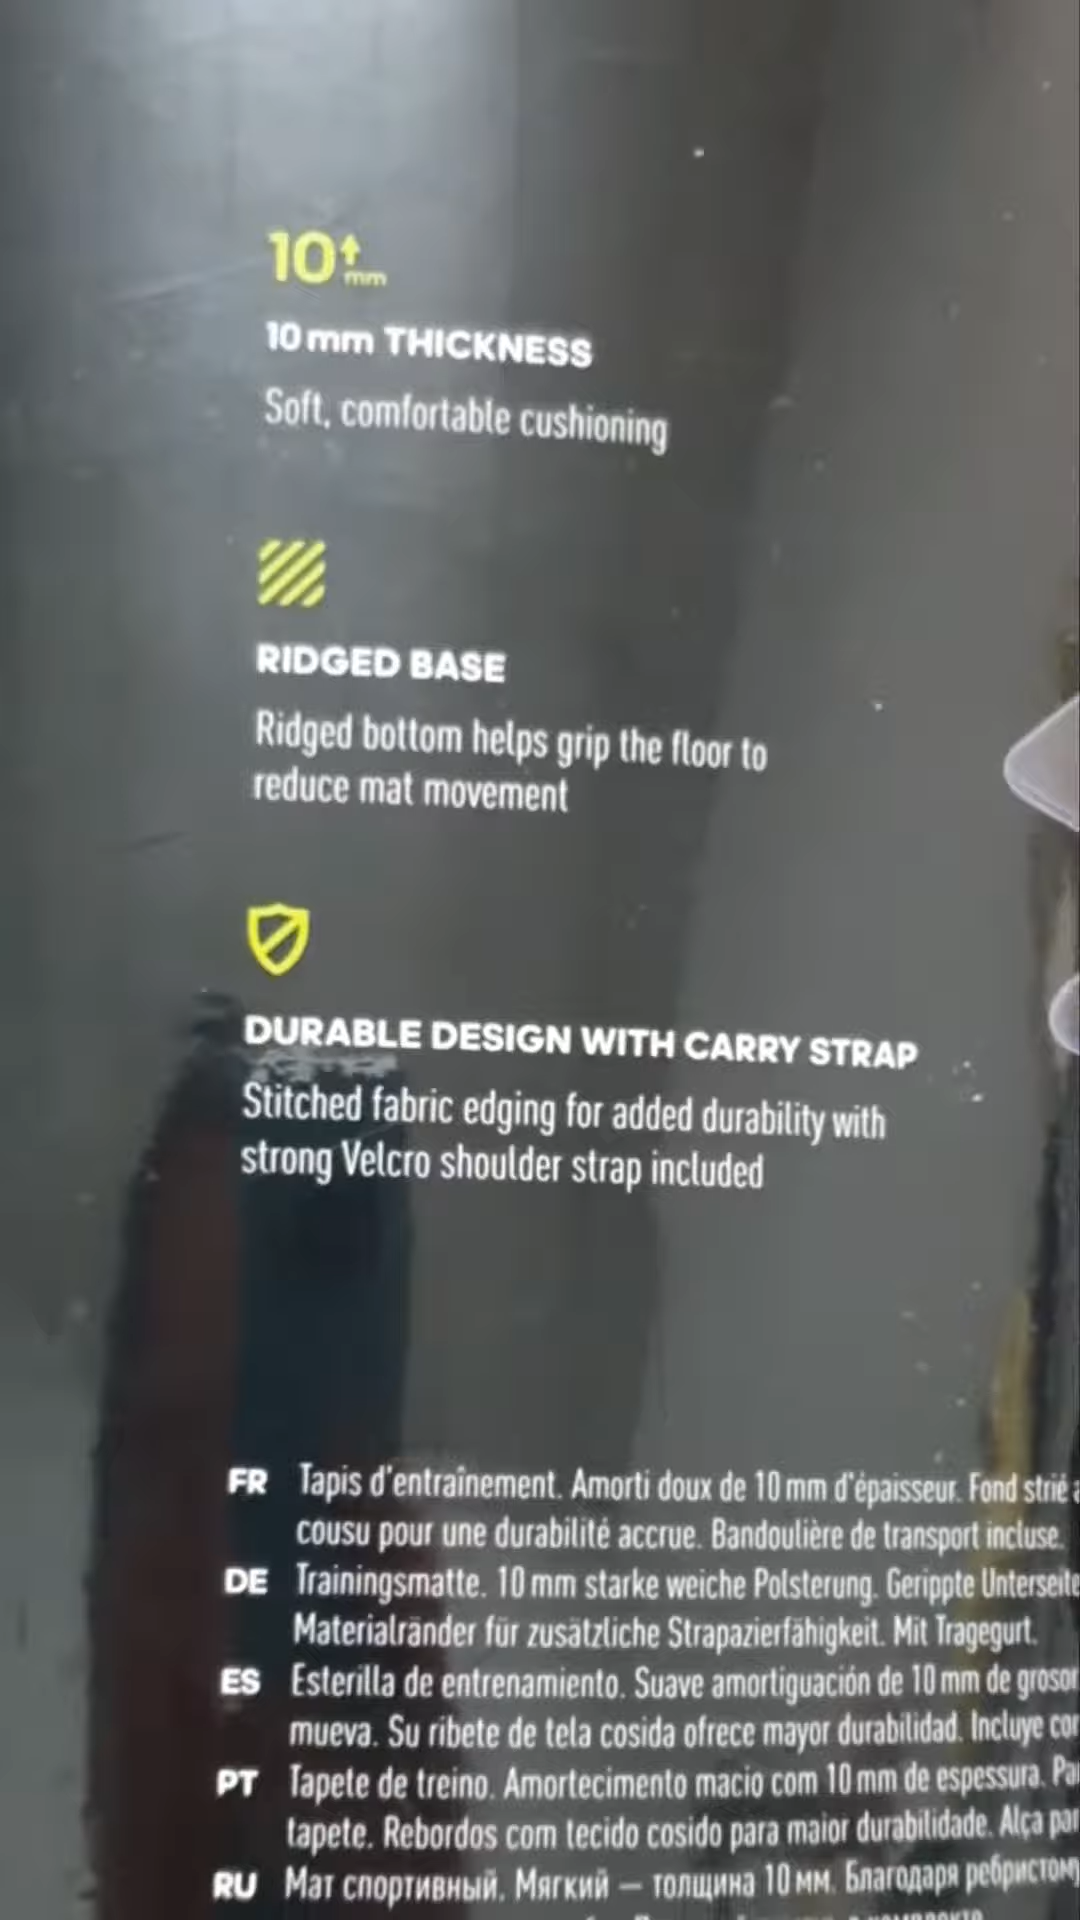 10
mm
10 mm THICKNESS
Soft, comfortable cushioning
RIDGED BASE
Ridged bottom helps grip the floor to
reduce mat movement
DURABLE DESIGN WITH CARRY STRAP
Stitched fabric edging for added durability with
strong Velcro shoulder strap included
FR Tapis d'entraînement. Amorti doux de 10 mm d'épaisseur. Fond strié
cousu pour une durabilité accrue. Bandoulière de transport incluse.
DE Trainingsmatte. 10 mm starke weiche Polsterung. Gerippte Unterseite
Materialränder für zusätzliche Strapazierfähigkeit. Mit Tragegurt.
ES Esterilla de entrenamiento. Suave amortiguación de 10 mm de grosor
mueva. Su ribete de tela cosida ofrece mayor durabilidad. Incluye
PT Tapete de treino. Amortecimento macio com 10 mm de espessura.
tapete. Rebordos com tecido cosido para maior durabilidade. Alça
RU Мат спортивный. Мягкий — толщина 10 мм. Благодаря